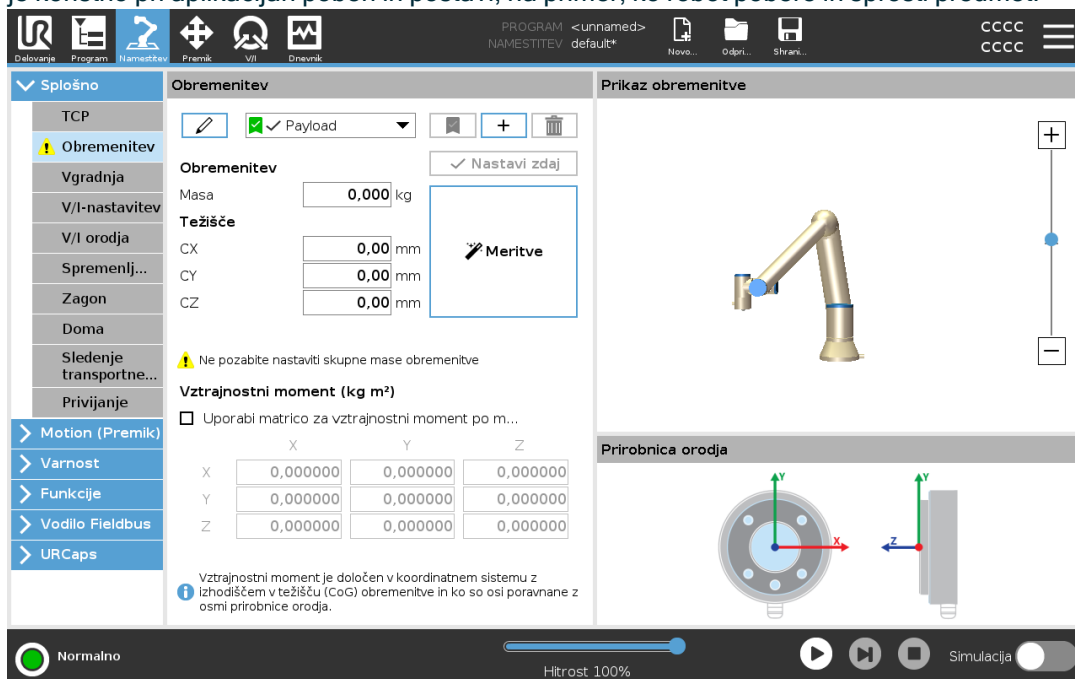 je koristno pri aplikacijah poberi in postavi, na primer, ko robot pobere in sprosti predmet.
PROGRAM <unnamed>
NAMESTITEV default*
CCCC
CCCC
Delovanje Program Namestitev Premik V/I Dnevnik Novo... Odpri... Shrani...
Splošno
TCP
Obremenitev
Vgradnja
V/I-nastavitev
V/I orodja
Spremenlj...
Zagon
Doma
Sledenje
transportne...
Privijanje
Motion (Premik)
Varnost
Funkcije
Vodilo Fieldbus
URCaps
Obremenitev
Payload
Nastavi zdaj
Obremenitev
Masa 0,000 kg
Težišče
CX 0,00 mm
CY 0,00 mm
CZ 0,00 mm
Meritve
Ne pozabite nastaviti skupne mase obremenitve
Vztrajnostni moment (kg m²)
Uporabi matrico za vztrajnostni moment po m...
X Y Z
X 0,000000 0,000000 0,000000
Y 0,000000 0,000000 0,000000
Z 0,000000 0,000000 0,000000
Vztrajnostni moment je določen v koordinatnem sistemu z
izhodiščem v težišču (CoG) obremenitve in ko so osi poravnane z
osmi prirobnice orodja.
Prikaz obremenitve
Prirobnica orodja
Y
X
Y
Z
Normalno
Hitrost 100%
Simulacija